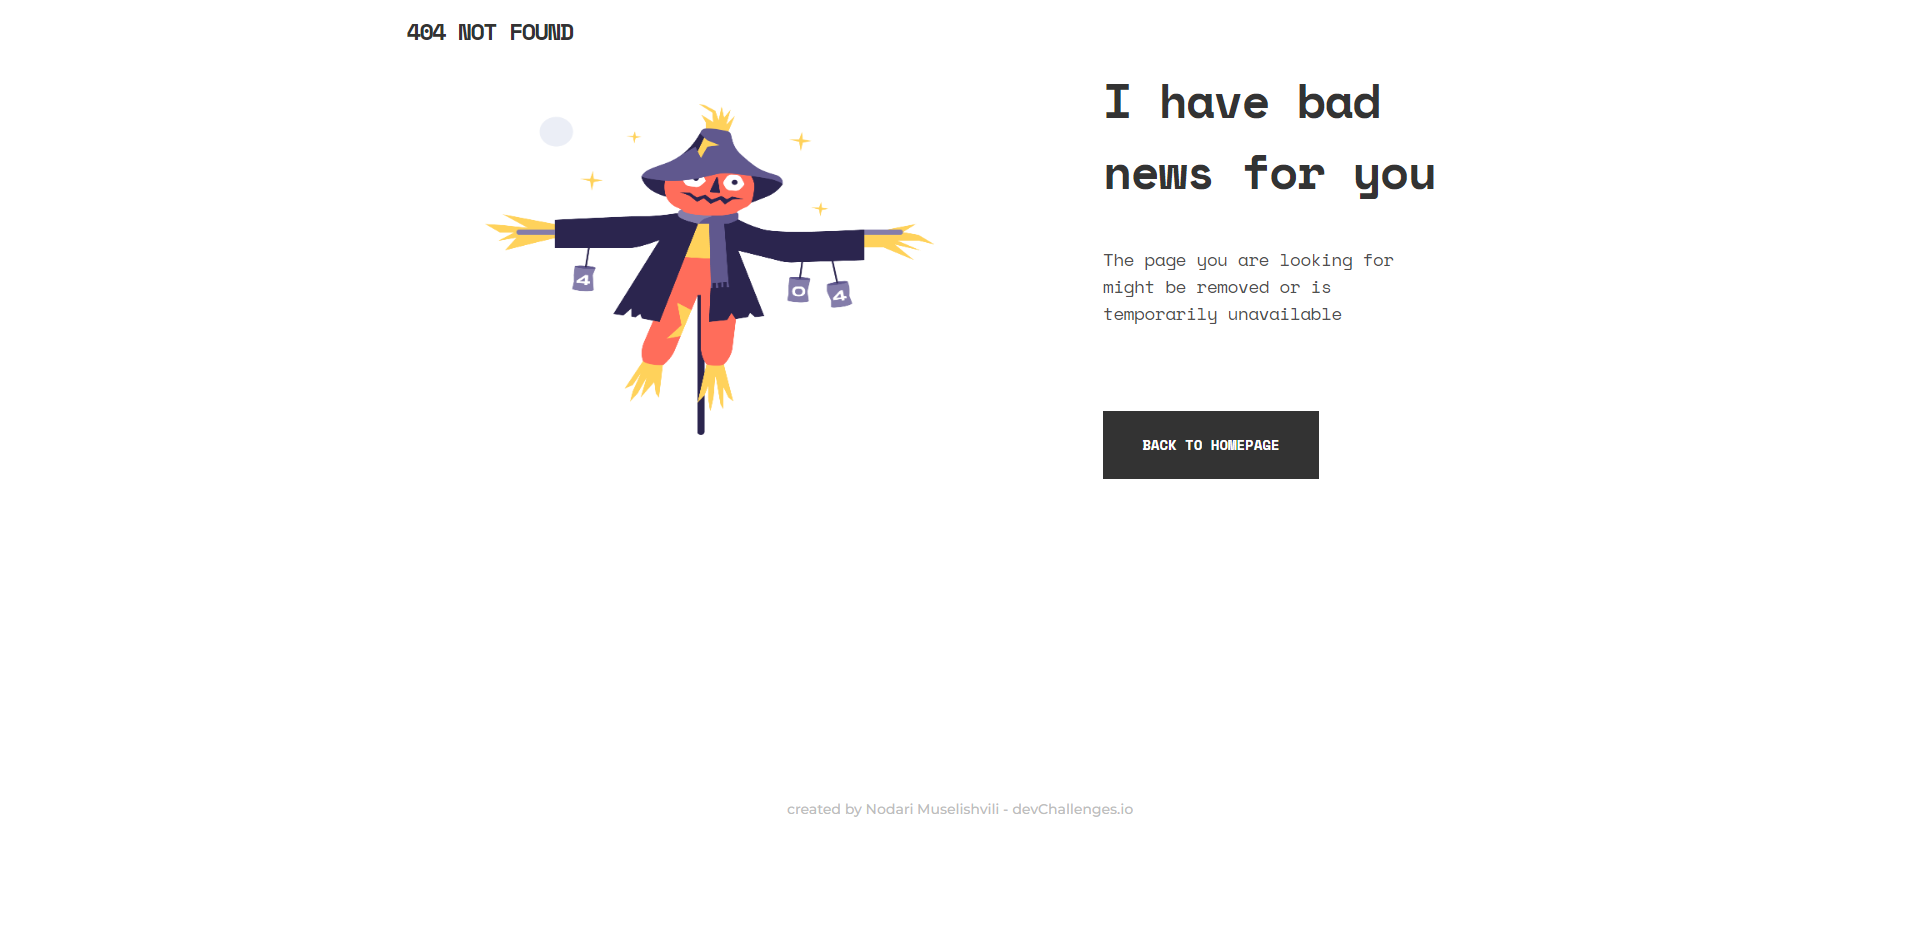 404 NOT FOUND
I have bad
news for you
4
0
4
The page you are looking for
might be removed or is
temporarily unavailable
BACK TO HOMEPAGE
created by Nodari Muselishvili - devChallenges.io